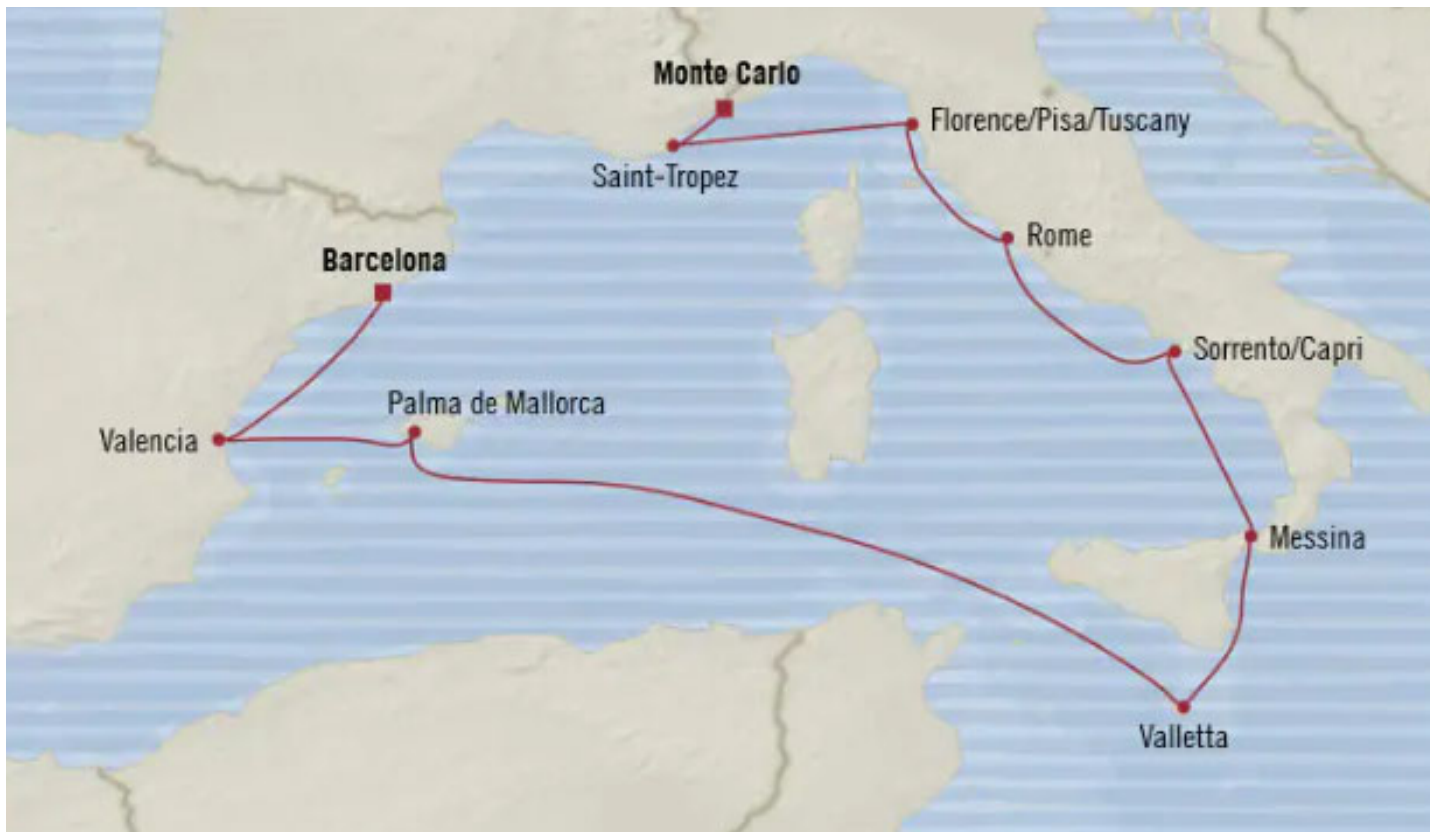 Monte Carlo
Florence/Pisa/Tuscany
Saint-Tropez
Rome
Barcelona
Sorrento/Capri
Palma de Mallorca
Valencia
Messina
Valletta